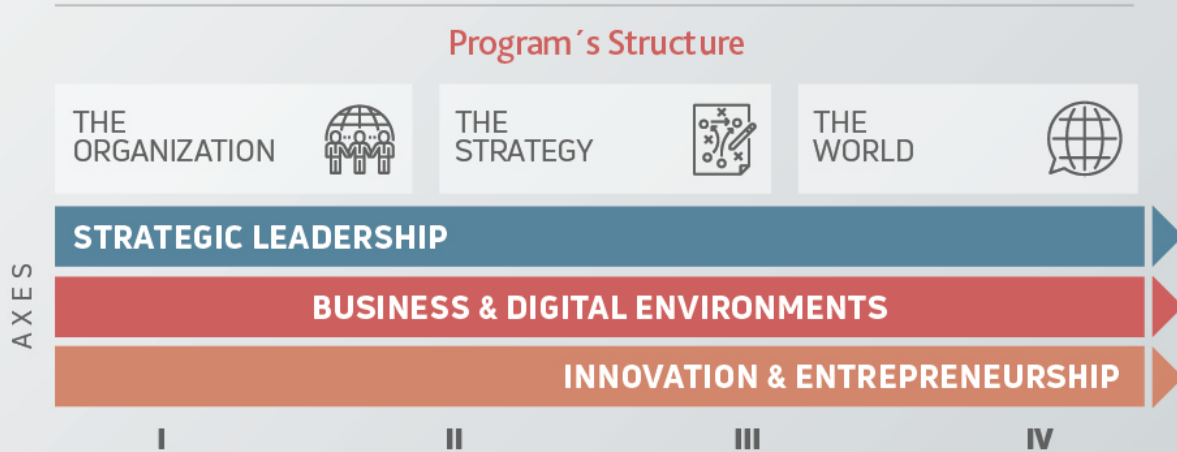 Program´s Structure
THE
ORGANIZATION
THE
STRATEGY
THE
WORLD
AXES
STRATEGIC LEADERSHIP
BUSINESS & DIGITAL ENVIRONMENTS
INNOVATION & ENTREPRENEURSHIP
I II III IV